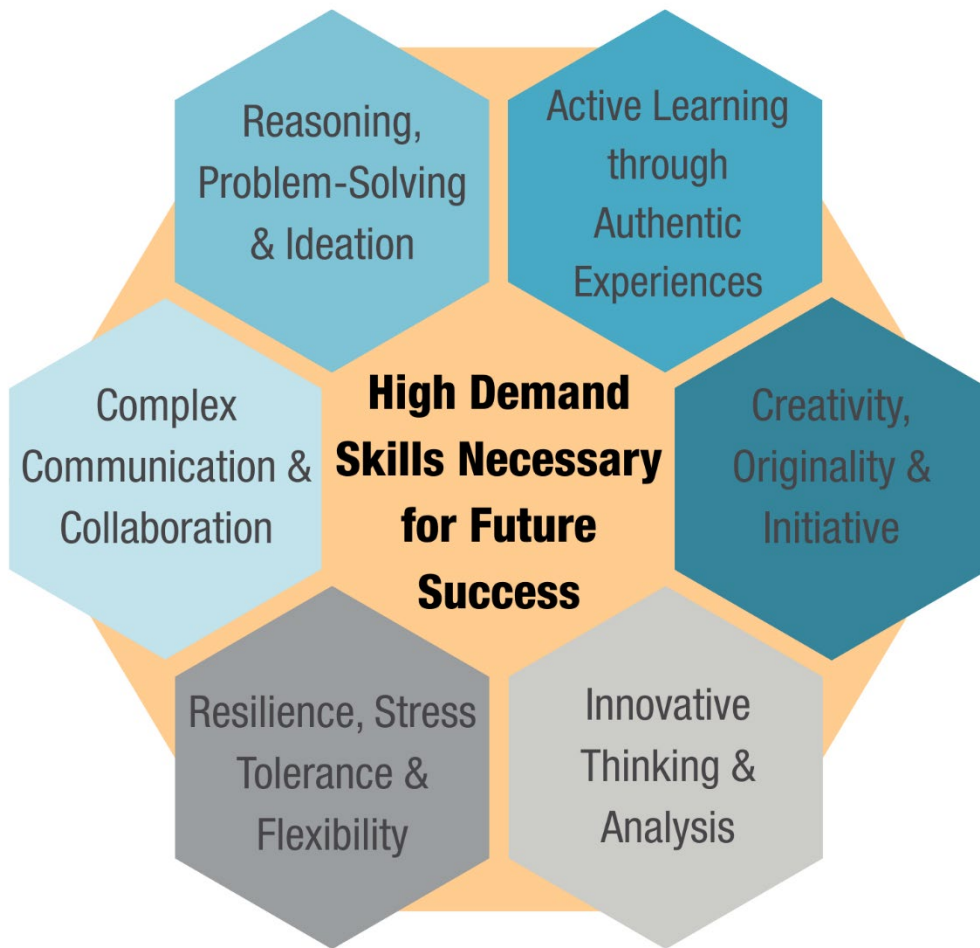 Reasoning,
Problem-Solving
& Ideation
Active Learning
through
Authentic
Experiences
Complex
Communication &
Collaboration
High Demand
Skills Necessary
for Future
Success
Creativity,
Originality &
Initiative
Resilience, Stress
Tolerance &
Flexibility
Innovative
Thinking &
Analysis